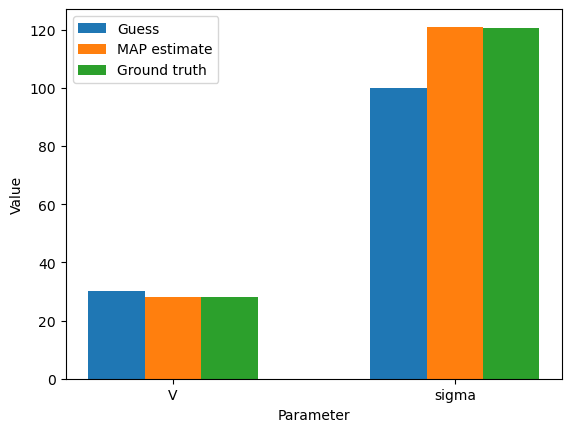 Guess
MAP estimate
Ground truth
Value
120
100
80
60
40
20
0
V
sigma
Parameter